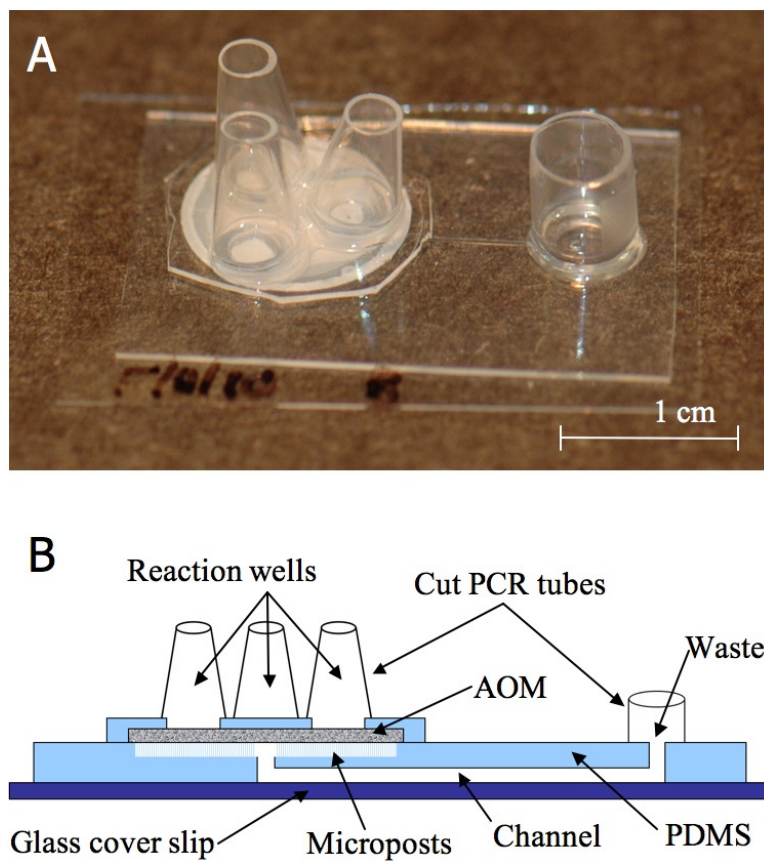 A
1 cm
B
Reaction wells
Cut PCR tubes
Waste
AOM
Glass cover slip
Microposts
Channel
PDMS